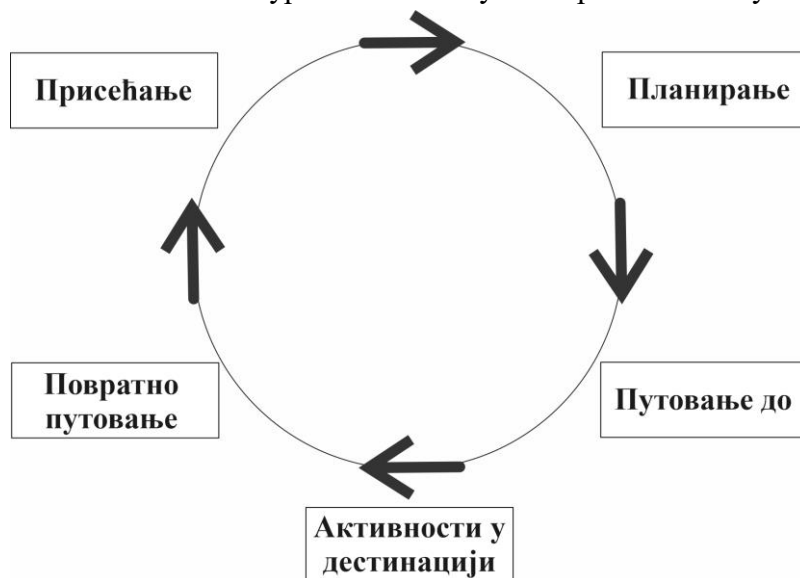 Присећање
Планирање
Повратно
путовање
Путовање до
Активности у
дестинацији